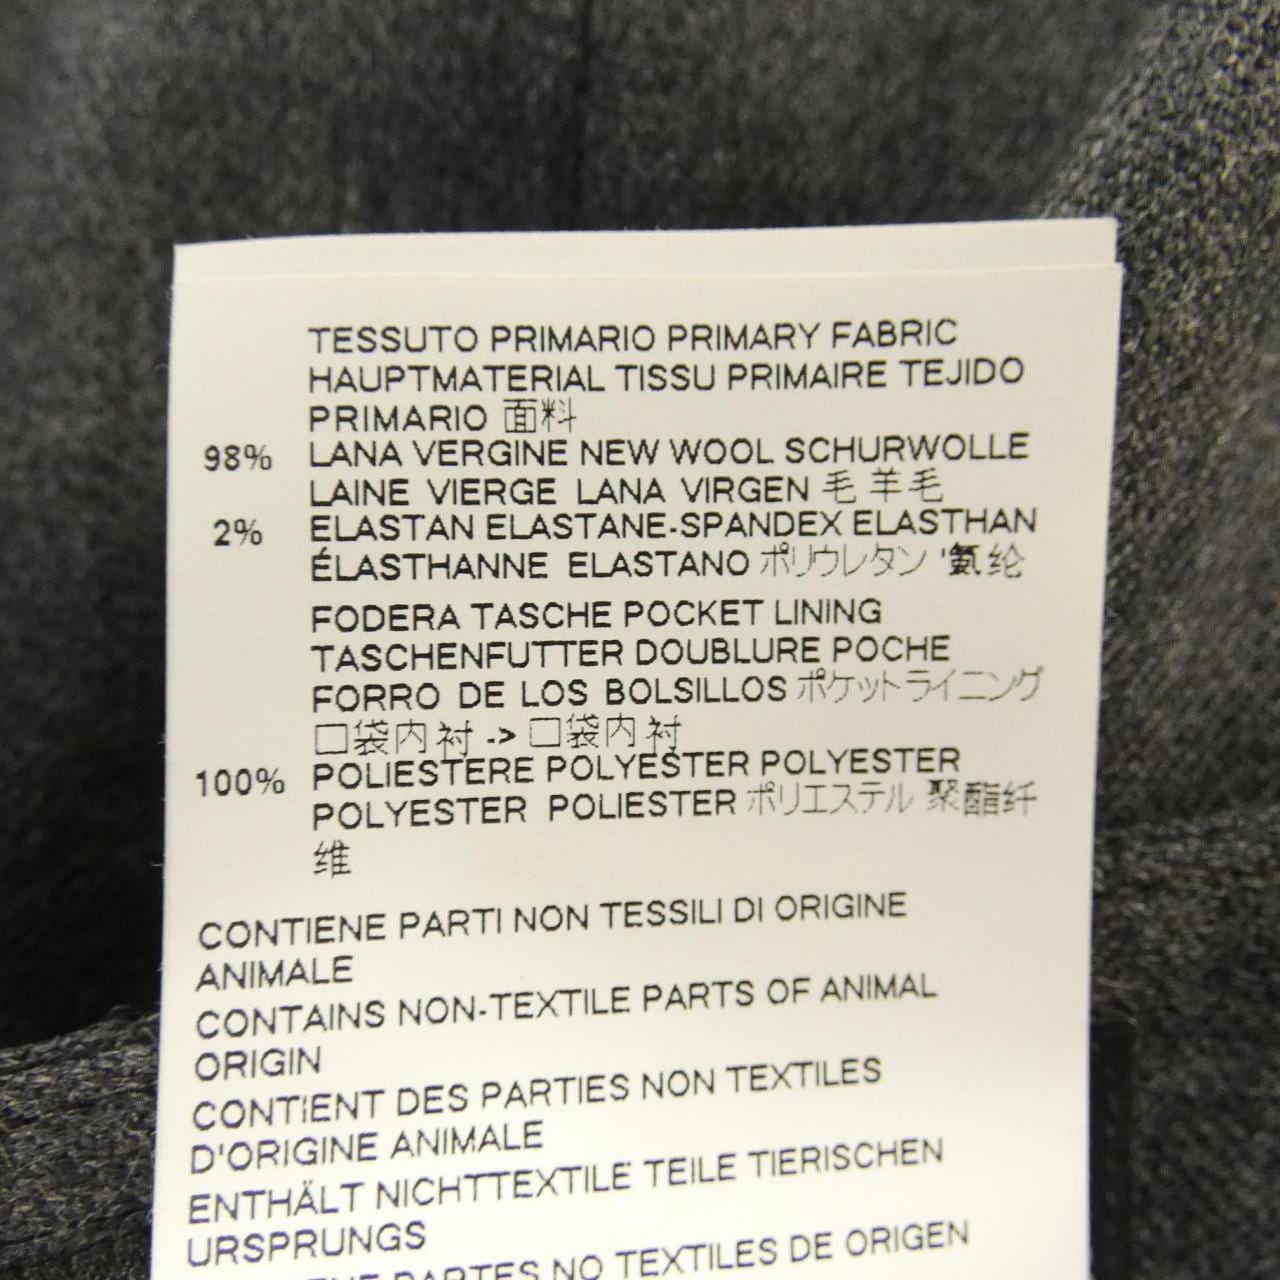 TESSUTO PRIMARIO PRIMARY FABRIC
HAUPTMATERIAL TISSU PRIMAIRE TEJIDO
PRIMARIO 面料
98% LANA VERGINE NEW WOOL SCHURWOLLE
LAINE VIERGE LANA VIRGEN 毛 羊毛
2% ELASTAN ELASTANE-SPANDEX ELASTHAN
ÉLASTHANNE ELASTANO ポリウレタン '氨纶
FODERA TASCHE POCKET LINING
TASCHENFUTTER DOUBLURE POCHE
FORRO DE LOS BOLSILLOS ポケットライニング
口袋内衬 -> 口袋内衬
100% POLIESTERE POLYESTER POLYESTER
POLYESTER POLIESTER ポリエステル 聚酯纤
维
CONTIENE PARTI NON TESSILI DI ORIGINE
ANIMALE
CONTAINS NON-TEXTILE PARTS OF ANIMAL
ORIGIN
CONTIENT DES PARTIES NON TEXTILES
D'ORIGINE ANIMALE
ENTHÄLT NICHTTEXTILE TEILE TIERISCHEN
URSPRUNGS
PARTES NO TEXTILES DE ORIGEN